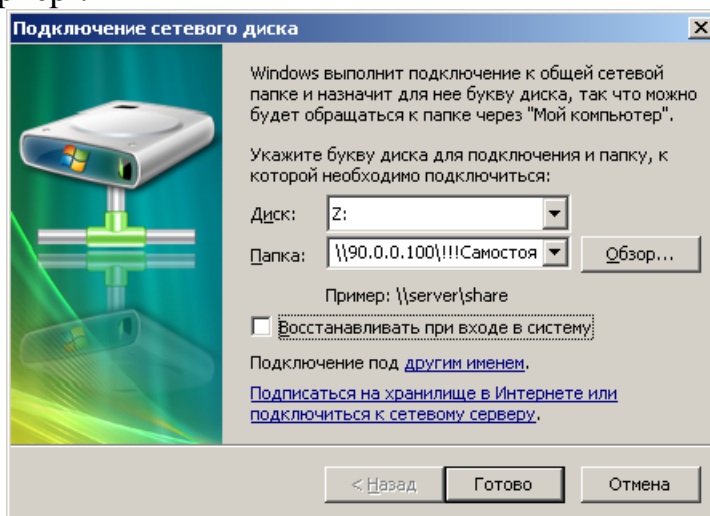 Подключение сетевого диска
Windows выполнит подключение к общей сетевой
папке и назначит для нее букву диска, так что можно
будет обращаться к папке через "Мой компьютер".
Укажите букву диска для подключения и папку, к
которой необходимо подключиться:
Диск: Z:
Папка: \\90.0.0.100\!!!Самостоя Обзор...
Пример: \\server\share
Восстанавливать при входе в систему
Подключение под другим именем.
Подписаться на хранилище в Интернете или
подключиться к сетевому серверу.
< Назад Готово Отмена